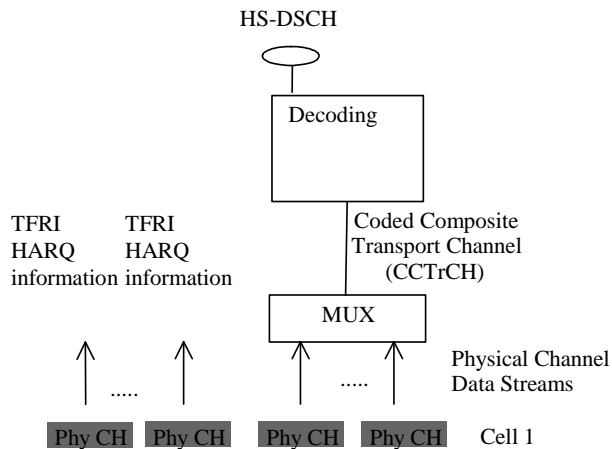 HS-DSCH
Decoding
TFRI
HARQ
information
TFRI
HARQ
information
Coded Composite
Transport Channel
(CCTrCH)
MUX
Physical Channel
Data Streams
.....
.....
Phy CH
Phy CH
Phy CH
Phy CH
Cell 1